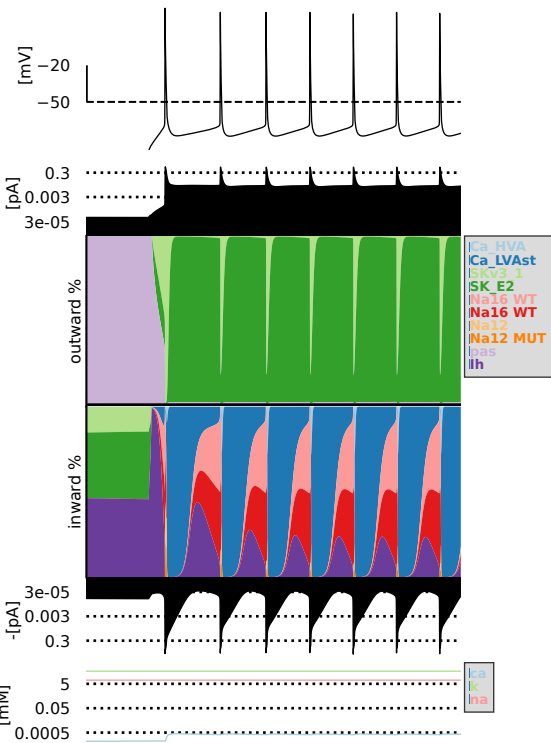 [mV]
−20
−50
[pA]
0.3
0.003
3e-05
outward %
Ca_HVA
Ca_LVAst
SKv3_1
SK_E2
Na16 WT
Na16 WT
Na12
Na12 MUT
pas
Ih
inward %
-[pA]
3e-05
0.003
0.3
[mM]
5
0.05
0.0005
ca
k
na